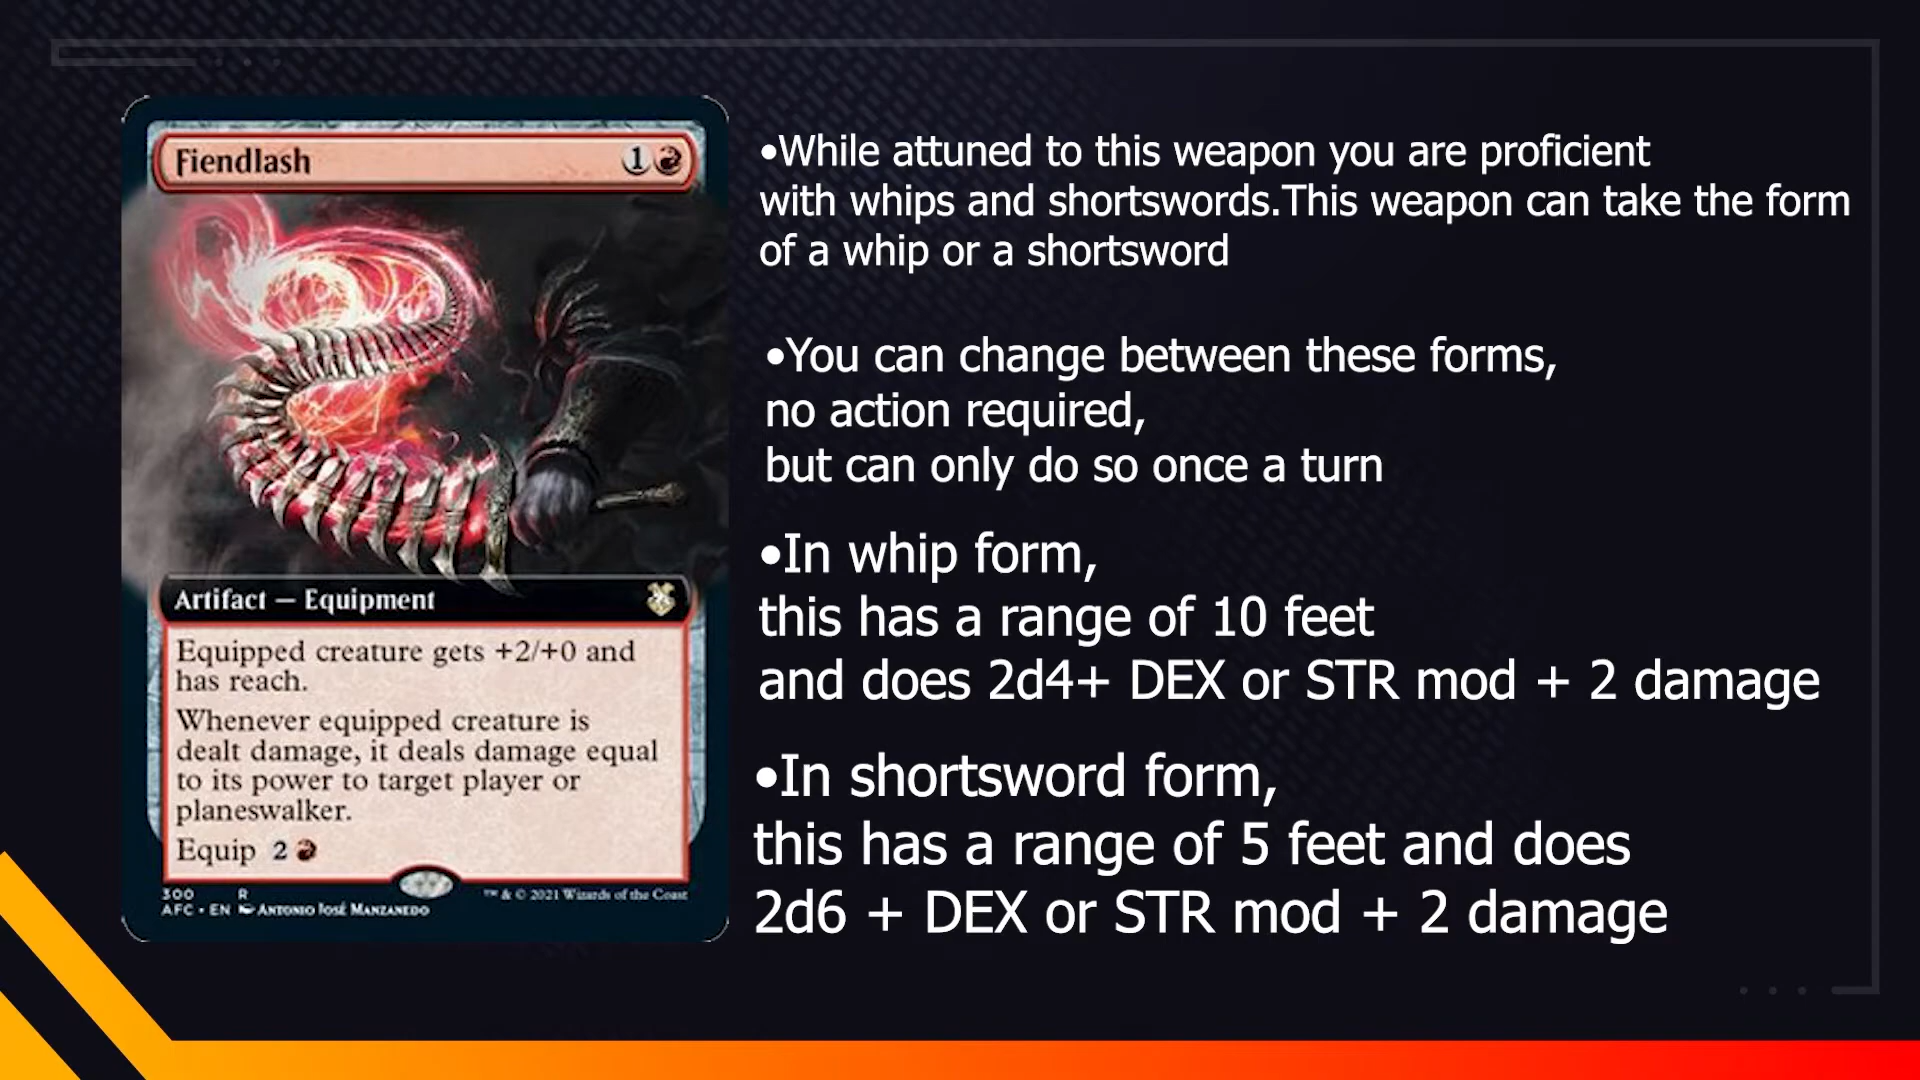 Fiendlash 1
Artifact — Equipment
Equipped creature gets +2/+0 and
has reach.
Whenever equipped creature is
dealt damage, it deals damage equal
to its power to target player or
planeswalker.
Equip 2
300 R
AFC • EN Antonio José Manzanedo
™ & © 2021 Wizards of the Coast
•While attuned to this weapon you are proficient
with whips and shortswords.This weapon can take the form
of a whip or a shortsword
•You can change between these forms,
no action required,
but can only do so once a turn
•In whip form,
this has a range of 10 feet
and does 2d4+ DEX or STR mod + 2 damage
•In shortsword form,
this has a range of 5 feet and does
2d6 + DEX or STR mod + 2 damage